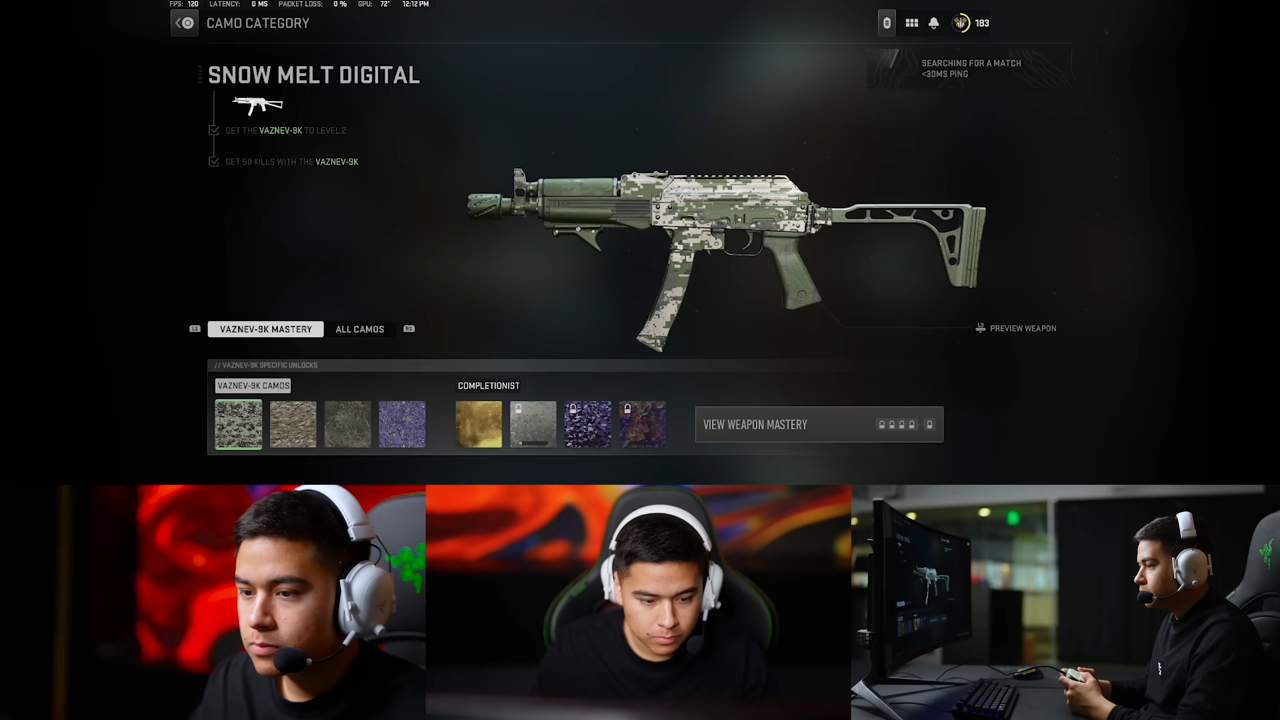 FPS: 120 LATENCY: 0 MS PACKET LOSS: 0 % GPU: 72° 12:12 PM
CAMO CATEGORY
183
SNOW MELT DIGITAL
SEARCHING FOR A MATCH
<30MS PING
GET THE VAZNEV-9K TO LEVEL 2
GET 50 KILLS WITH THE VAZNEV-9K
L1 VAZNEV-9K MASTERY ALL CAMOS R1
PREVIEW WEAPON
// VAZNEV-9K SPECIFIC UNLOCKS
VAZNEV-9K CAMOS COMPLETIONIST
VIEW WEAPON MASTERY